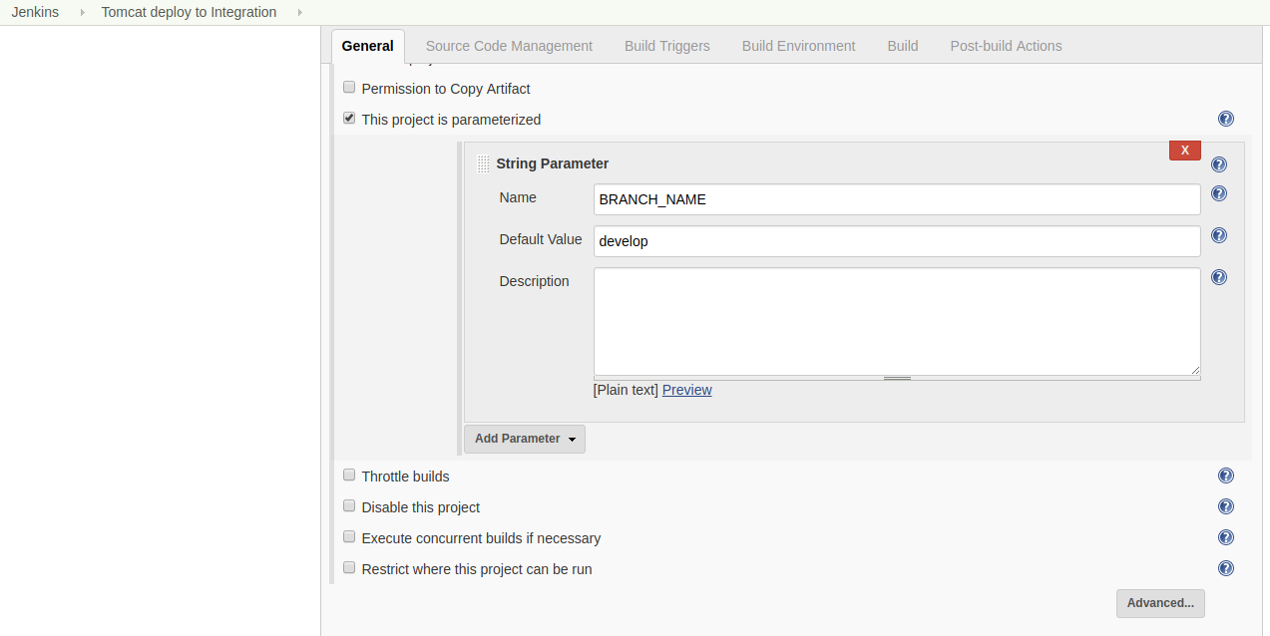 Jenkins Tomcat deploy to Integration
General Source Code Management Build Triggers Build Environment Build Post-build Actions
Permission to Copy Artifact
This project is parameterized
X
String Parameter
Name BRANCH_NAME
Default Value develop
Description
[Plain text] Preview
Add Parameter
Throttle builds
Disable this project
Execute concurrent builds if necessary
Restrict where this project can be run
Advanced...